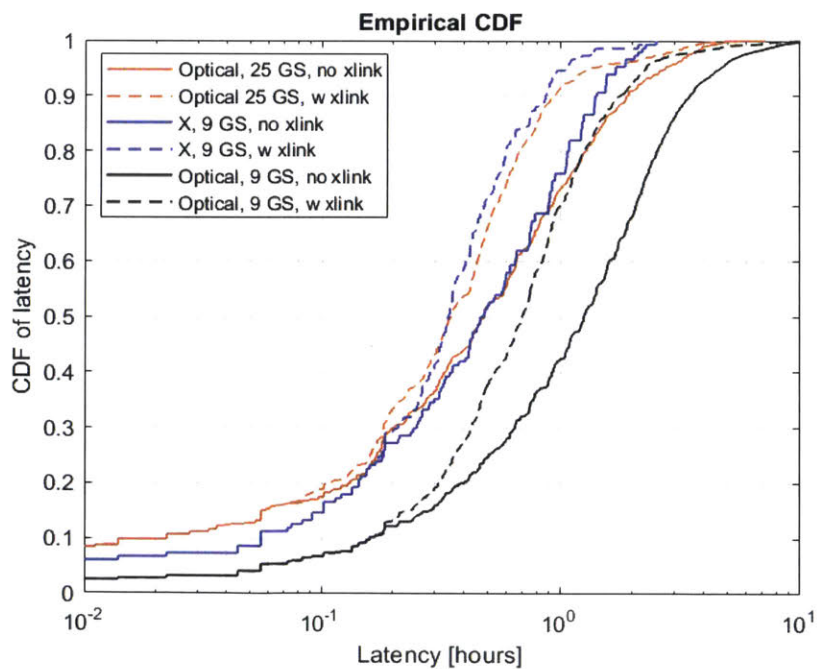 Empirical CDF
1
0.9
0.8
0.7
0.6
0.5
0.4
0.3
0.2
0.1
0
CDF of latency
Optical, 25 GS, no xlink
Optical 25 GS, w xlink
X, 9 GS, no xlink
X, 9 GS, w xlink
Optical, 9 GS, no xlink
Optical, 9 GS, w xlink
10⁻² 10⁻¹ 10⁰ 10¹
Latency [hours]